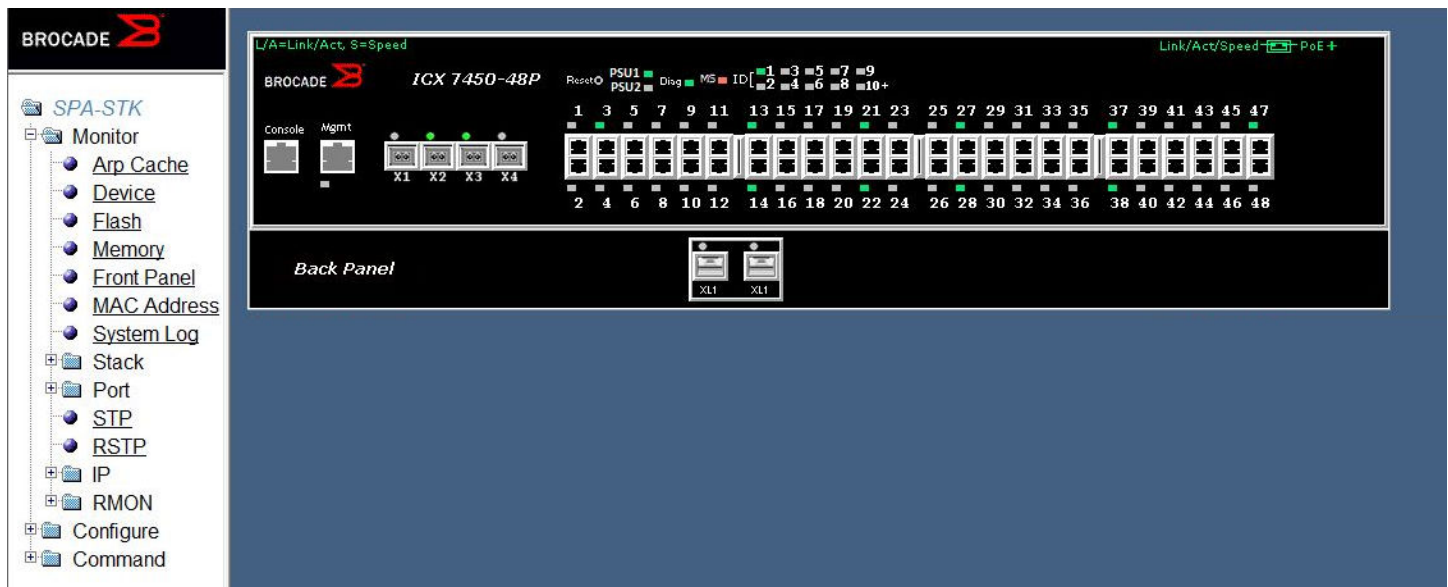 BROCADE
SPA-STK
Monitor
Arp Cache
Device
Flash
Memory
Front Panel
MAC Address
System Log
Stack
Port
STP
RSTP
IP
RMON
Configure
Command
L/A=Link/Act, S=Speed
Link/Act/Speed PoE+
BROCADE
ICX 7450-48P
Reset PSU1 Diag MS ID[ 1 3 5 7 9
PSU2 2 4 6 8 10+
Console Mgmt
X1 X2 X3 X4
1 3 5 7 9 11 13 15 17 19 21 23 25 27 29 31 33 35 37 39 41 43 45 47
2 4 6 8 10 12 14 16 18 20 22 24 26 28 30 32 34 36 38 40 42 44 46 48
Back Panel
XL1 XL1